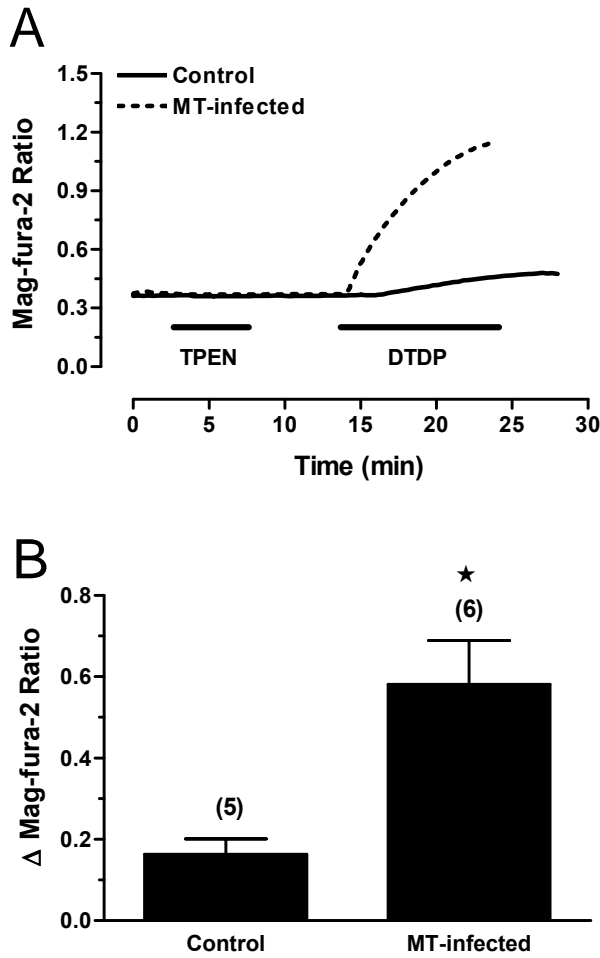 A
Mag-fura-2 Ratio
1.5
1.2
0.9
0.6
0.3
0.0
Control
MT-infected
TPEN
DTDP
0 5 10 15 20 25 30
Time (min)
B
Δ Mag-fura-2 Ratio
0.8
0.6
0.4
0.2
0.0
★
(6)
(5)
Control MT-infected